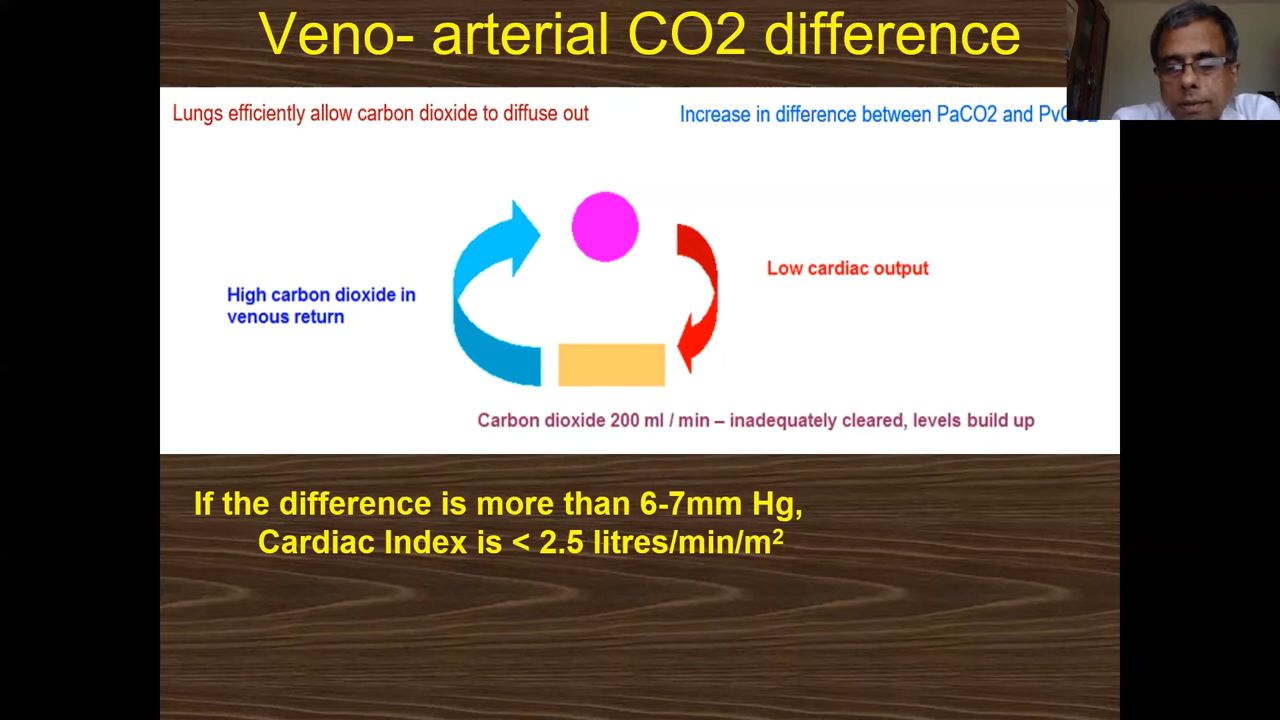 Veno- arterial CO2 difference
Lungs efficiently allow carbon dioxide to diffuse out
Increase in difference between PaCO2 and PvCO2
Low cardiac output
High carbon dioxide in
venous return
Carbon dioxide 200 ml / min – inadequately cleared, levels build up
If the difference is more than 6-7mm Hg,
Cardiac Index is < 2.5 litres/min/m²